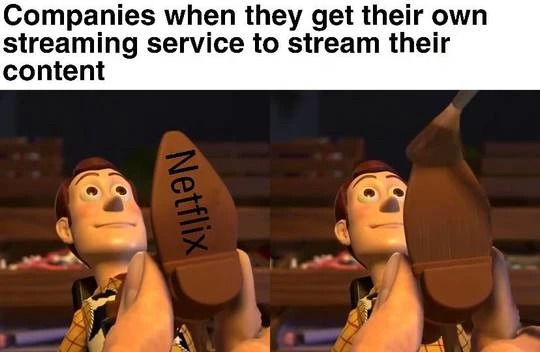 Companies when they get their own
streaming service to stream their
content
Netflix